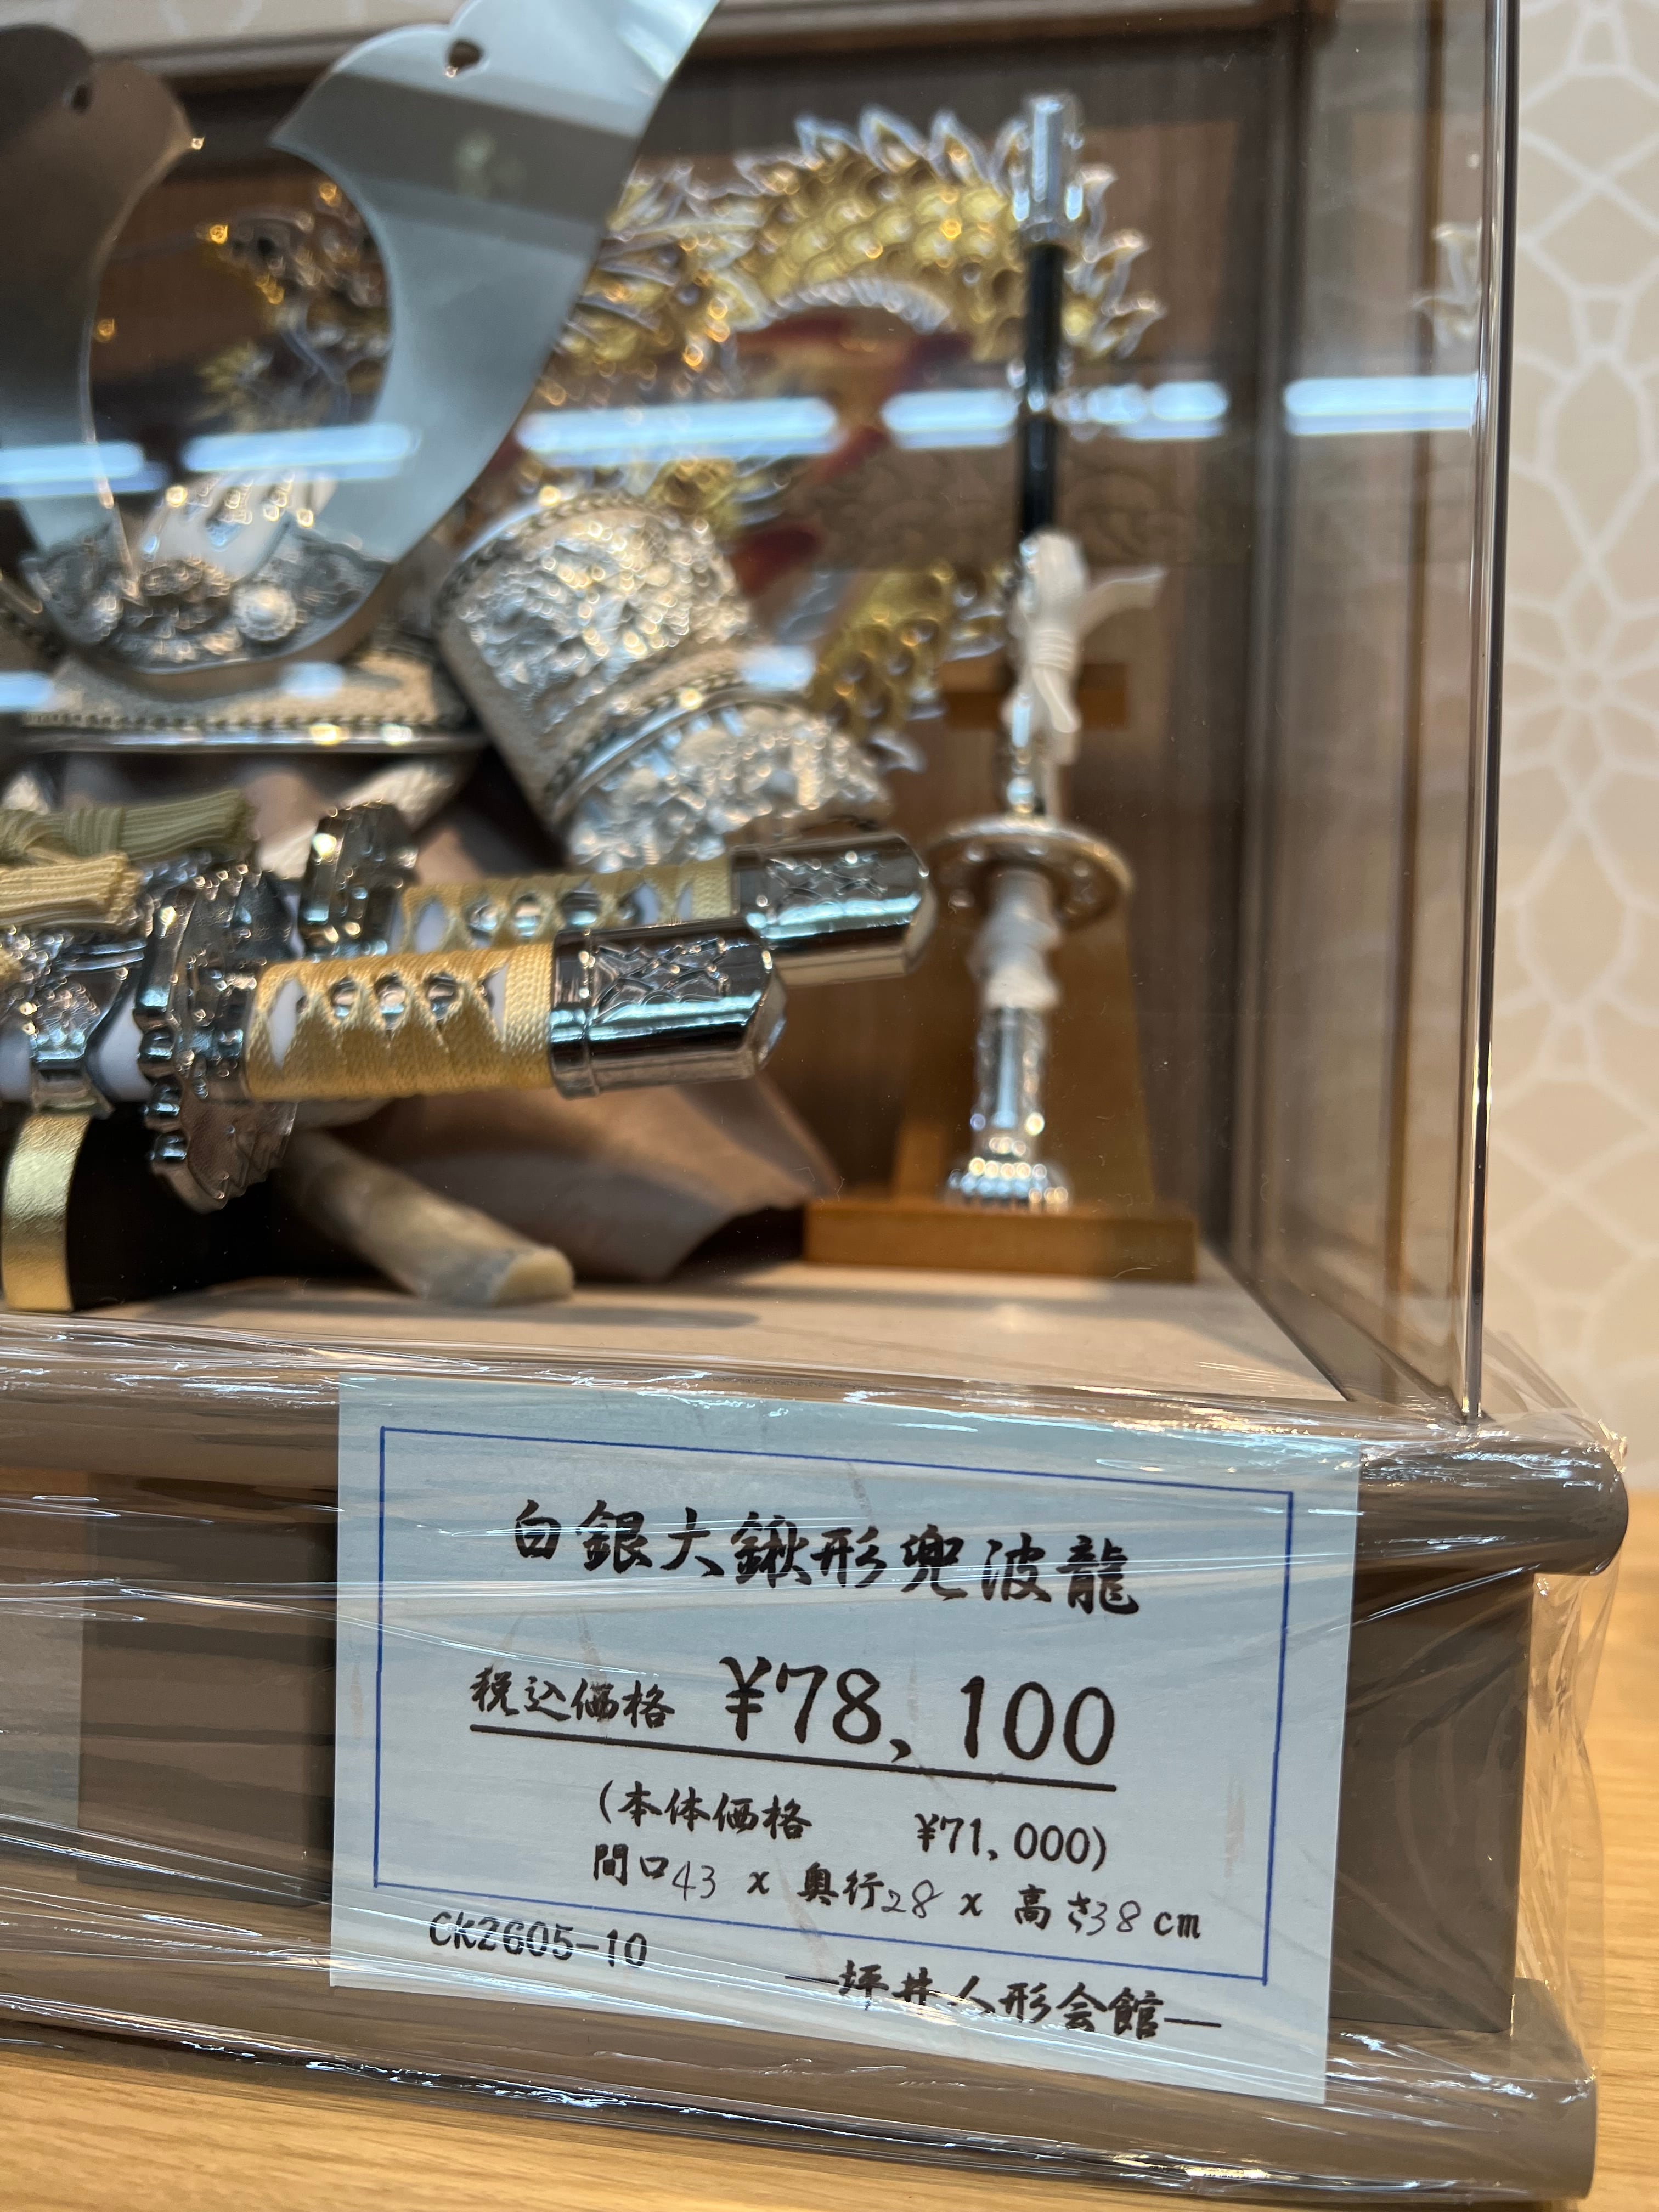 白銀大鍬形兜波龍
税込価格 ¥78,100
(本体価格 ¥71,000)
間口43 x 奥行28 x 高さ38cm
CK2605-10
―坪井人形会館―